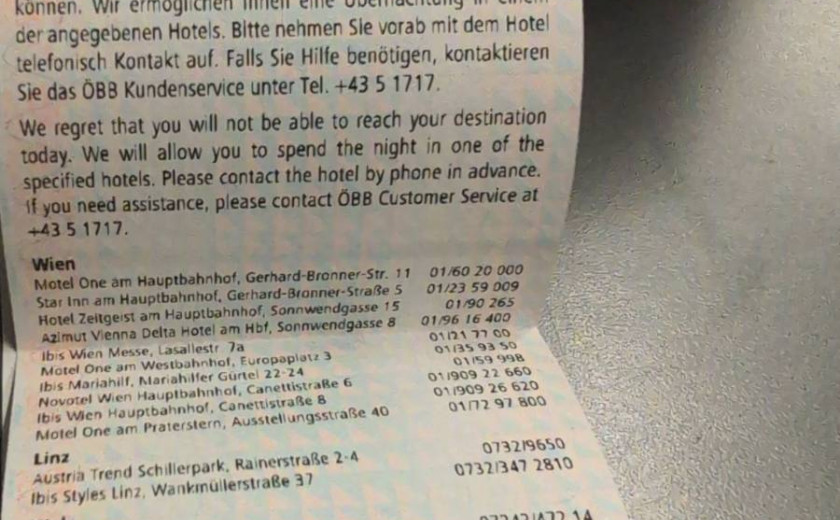 können. Wir ermöglichen Ihnen eine Übernachtung in einem
der angegebenen Hotels. Bitte nehmen Sie vorab mit dem Hotel
telefonisch Kontakt auf. Falls Sie Hilfe benötigen, kontaktieren
Sie das ÖBB Kundenservice unter Tel. +43 5 1717.
We regret that you will not be able to reach your destination
today. We will allow you to spend the night in one of the
specified hotels. Please contact the hotel by phone in advance.
If you need assistance, please contact ÖBB Customer Service at
+43 5 1717.
Wien
Motel One am Hauptbahnhof, Gerhard-Bronner-Str. 11 01/60 20 000
Star Inn am Hauptbahnhof, Gerhard-Bronner-Straße 5 01/23 59 009
Hotel Zeitgeist am Hauptbahnhof, Sonnwendgasse 15 01/90 265
Azimut Vienna Delta Hotel am Hbf, Sonnwendgasse 8 01/96 16 400
Ibis Wien Messe, Lasallestr. 7a 01/21 77 00
Motel One am Westbahnhof, Europaplatz 3 01/35 93 50
Ibis Mariahilf, Mariahilfer Gürtel 22-24 01/59 998
Novotel Wien Hauptbahnhof, Canettistraße 6 01/909 22 660
Ibis Wien Hauptbahnhof, Canettistraße 8 01/909 26 620
Motel One am Praterstern, Ausstellungsstraße 40 01/72 97 800
Linz
Austria Trend Schillerpark, Rainerstraße 2-4 0732/9650
Ibis Styles Linz, Wankmüllerstraße 37 0732/347 2810